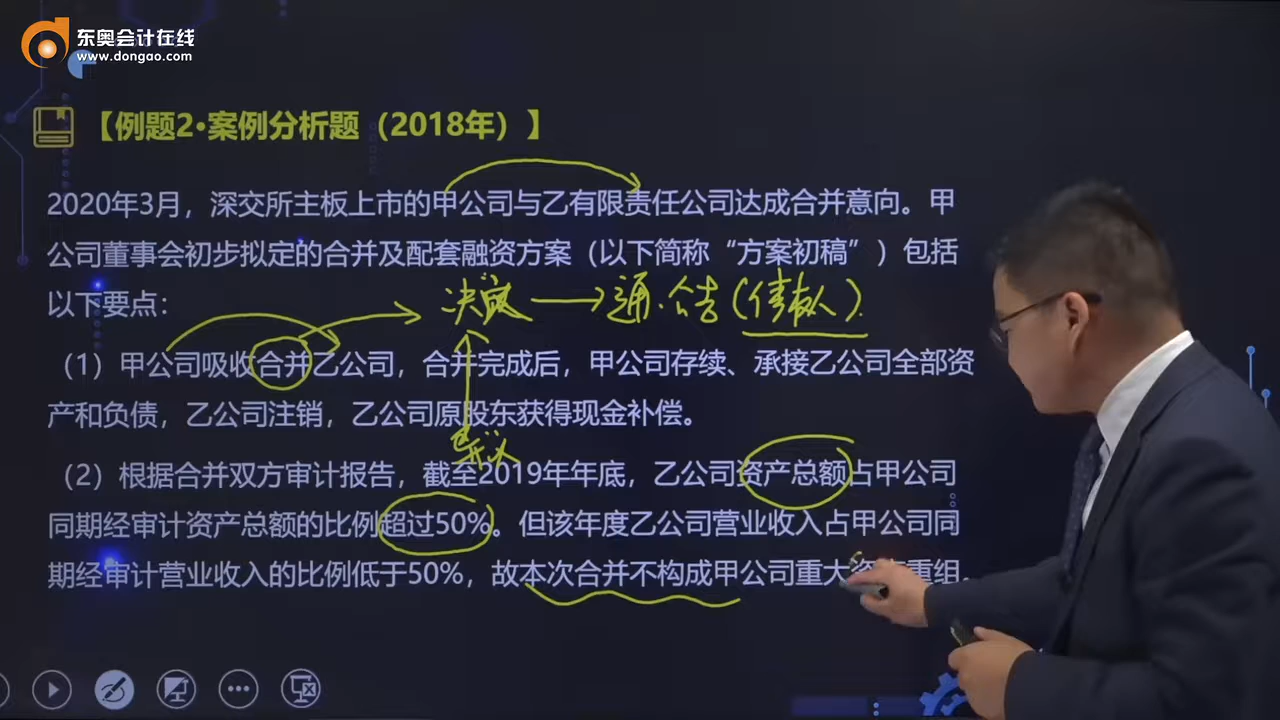 东奥会计在线
www.dongao.com
【例题2•案例分析题（2018年）】
2020年3月，深交所主板上市的甲公司与乙有限责任公司达成合并意向。甲
公司董事会初步拟定的合并及配套融资方案（以下简称“方案初稿”）包括
以下要点：
决议 → 通.公告(债权人).
（1）甲公司吸收合并乙公司，合并完成后，甲公司存续、承接乙公司全部资
产和负债，乙公司注销，乙公司原股东获得现金补偿。
（2）根据合并双方审计报告，截至2019年年底，乙公司资产总额占甲公司
同期经审计资产总额的比例超过50%。但该年度乙公司营业收入占甲公司同
期经审计营业收入的比例低于50%，故本次合并不构成甲公司重大资重组.